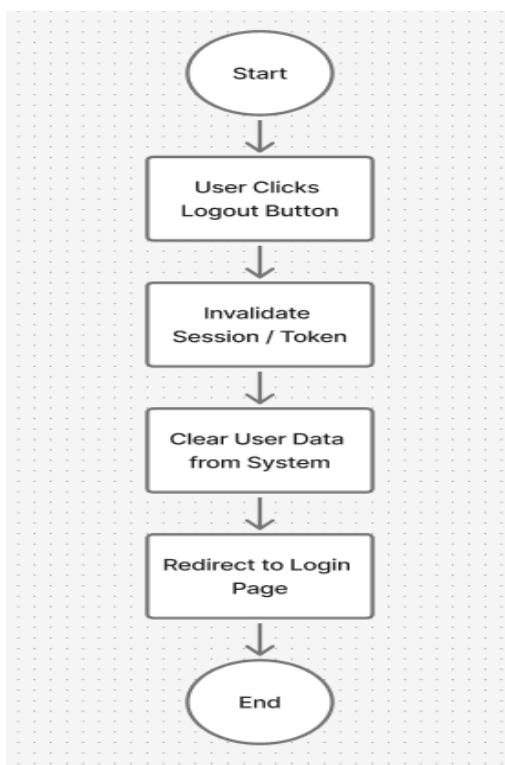 Start
User Clicks
Logout Button
Invalidate
Session / Token
Clear User Data
from System
Redirect to Login
Page
End